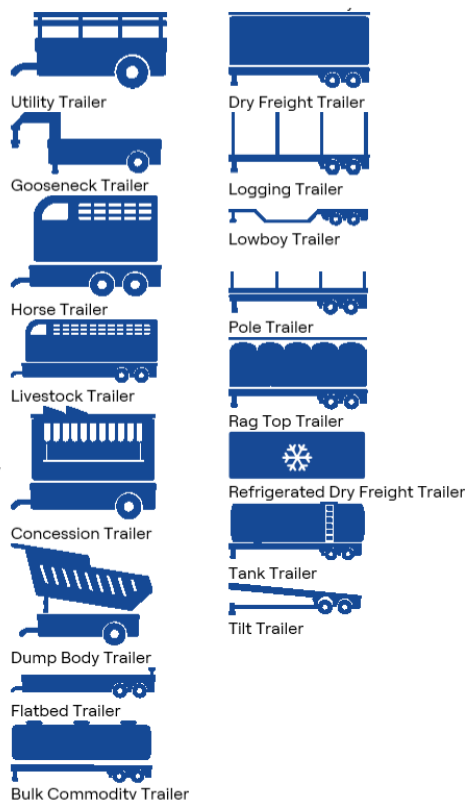 Utility Trailer
Gooseneck Trailer
Horse Trailer
Livestock Trailer
Concession Trailer
Dump Body Trailer
Flatbed Trailer
Bulk Commodity Trailer
Dry Freight Trailer
Logging Trailer
Lowboy Trailer
Pole Trailer
Rag Top Trailer
Refrigerated Dry Freight Trailer
Tank Trailer
Tilt Trailer